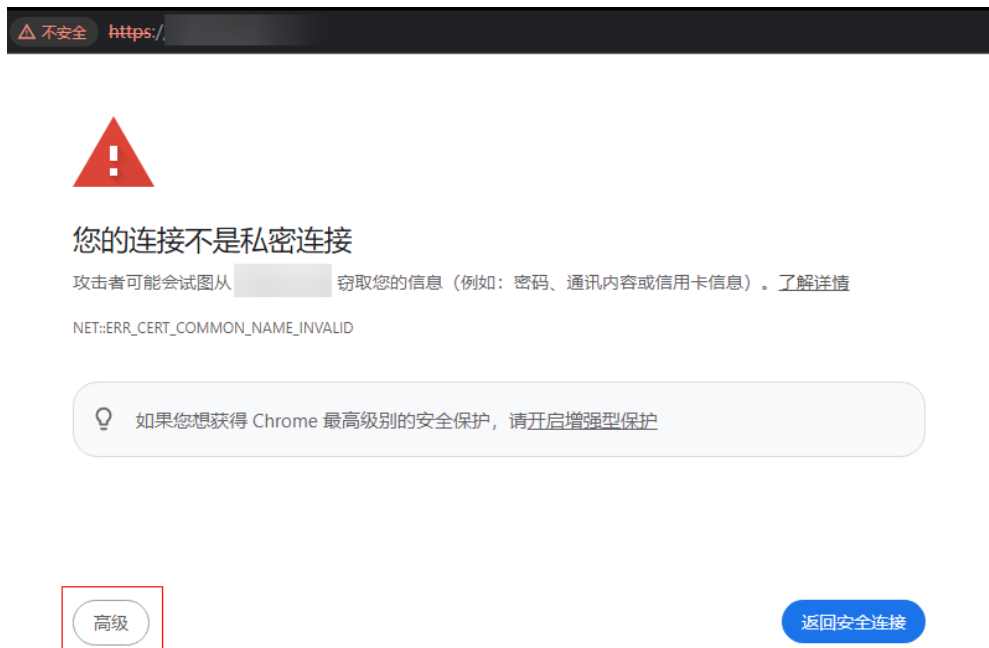 不安全 https:/
您的连接不是私密连接
攻击者可能会试图从 窃取您的信息（例如：密码、通讯内容或信用卡信息）。了解详情
NET::ERR_CERT_COMMON_NAME_INVALID
如果您想获得 Chrome 最高级别的安全保护，请开启增强型保护
高级 返回安全连接